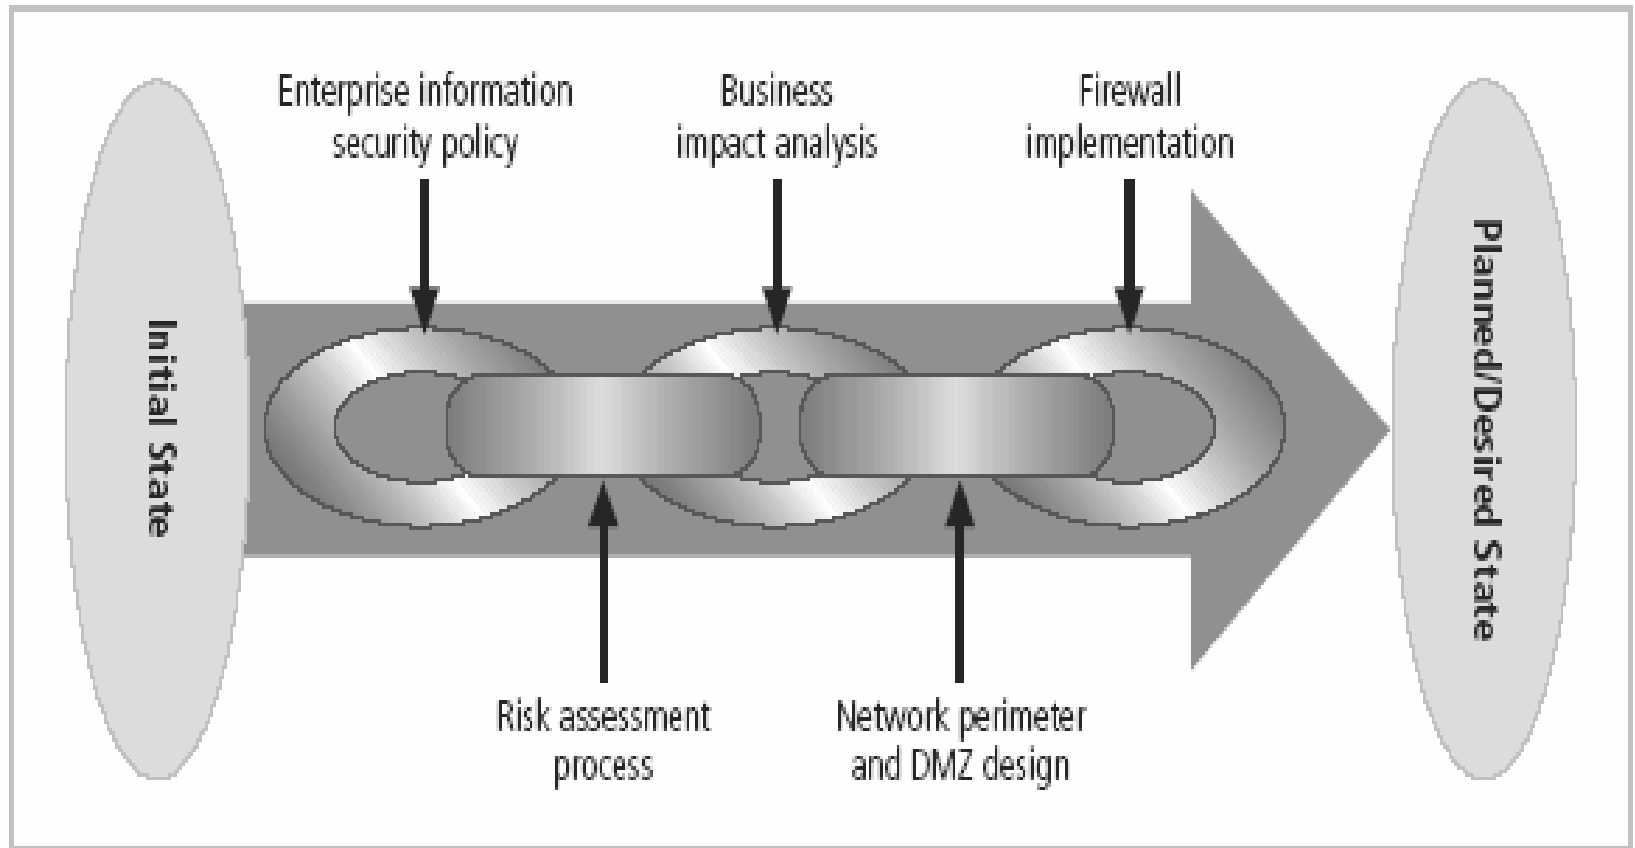 Enterprise information
security policy
Business
impact analysis
Firewall
implementation
Initial State
Planned/Desired State
Risk assessment
process
Network perimeter
and DMZ design